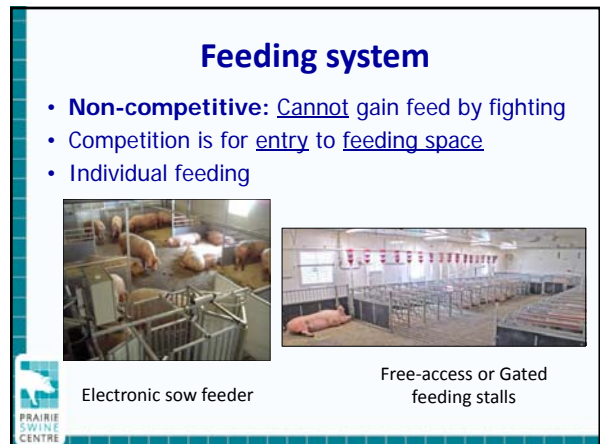 Feeding system
• Non-competitive: Cannot gain feed by fighting
• Competition is for entry to feeding space
• Individual feeding
Electronic sow feeder
Free-access or Gated
feeding stalls
PRAIRIE
SWINE
CENTRE